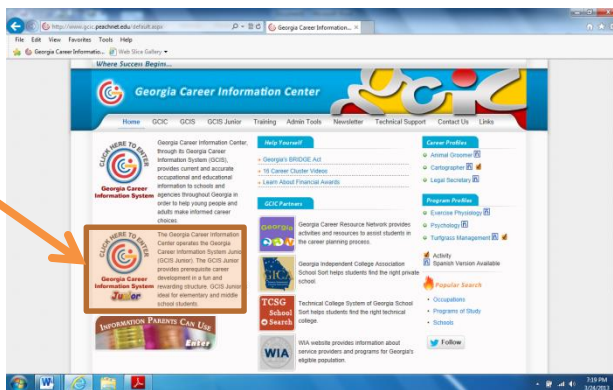 http://www.gcic.peachnet.edu/default.aspx
Georgia Career Information...
File Edit View Favorites Tools Help
Georgia Career Informatio... Web Slice Gallery
Where Success Begins...
Georgia Career Information Center
GCIC
Home GCIC GCIS GCIS Junior Training Admin Tools Newsletter Technical Support Contact Us Links
CLICK HERE TO ENTER
Georgia Career
Information System
Georgia Career Information Center,
through its Georgia Career
Information System (GCIS),
provides current and accurate
occupational and educational
information to schools and
agencies throughout Georgia in
order to help young people and
adults make informed career
choices.
CLICK HERE TO ENTER
Georgia Career
Information System
Junior
The Georgia Career Information
Center operates the Georgia
Career Information System Junior
(GCIS Junior). The GCIS Junior
provides prerequisite career
development in a fun and
rewarding structure. GCIS Junior
ideal for elementary and middle
school students.
INFORMATION PARENTS CAN USE
Enter
Help Yourself
Georgia's BRIDGE Act
16 Career Cluster Videos
Learn About Financial Awards
GCIC Partners
Georgia
Georgia Career Resource Network provides
activities and resources to assist students in
the career planning process.
GICA
Georgia Independent College Association
School Sort helps students find the right private
school.
TCSG
School
Search
Technical College System of Georgia School
Sort helps students find the right technical
college.
WIA
WIA website provides information about
service providers and programs for Georgia's
eligible population.
Career Profiles
Animal Groomer
Cartographer
Legal Secretary
Program Profiles
Exercise Physiology
Psychology
Turfgrass Management
Activity
Spanish Version Available
Popular Search
Occupations
Programs of Study
Schools
Follow
7:19 PM
3/24/2013